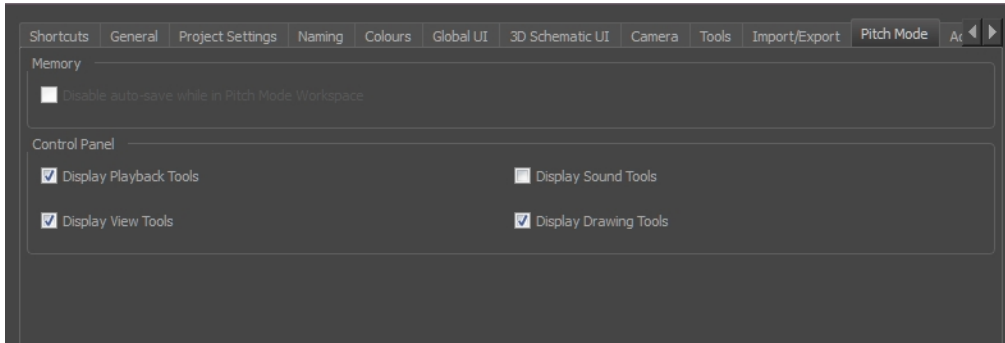 Shortcuts General Project Settings Naming Colours Global UI 3D Schematic UI Camera Tools Import/Export Pitch Mode
Memory
Disable auto-save while in Pitch Mode Workspace
Control Panel
Display Playback Tools Display Sound Tools
Display View Tools Display Drawing Tools